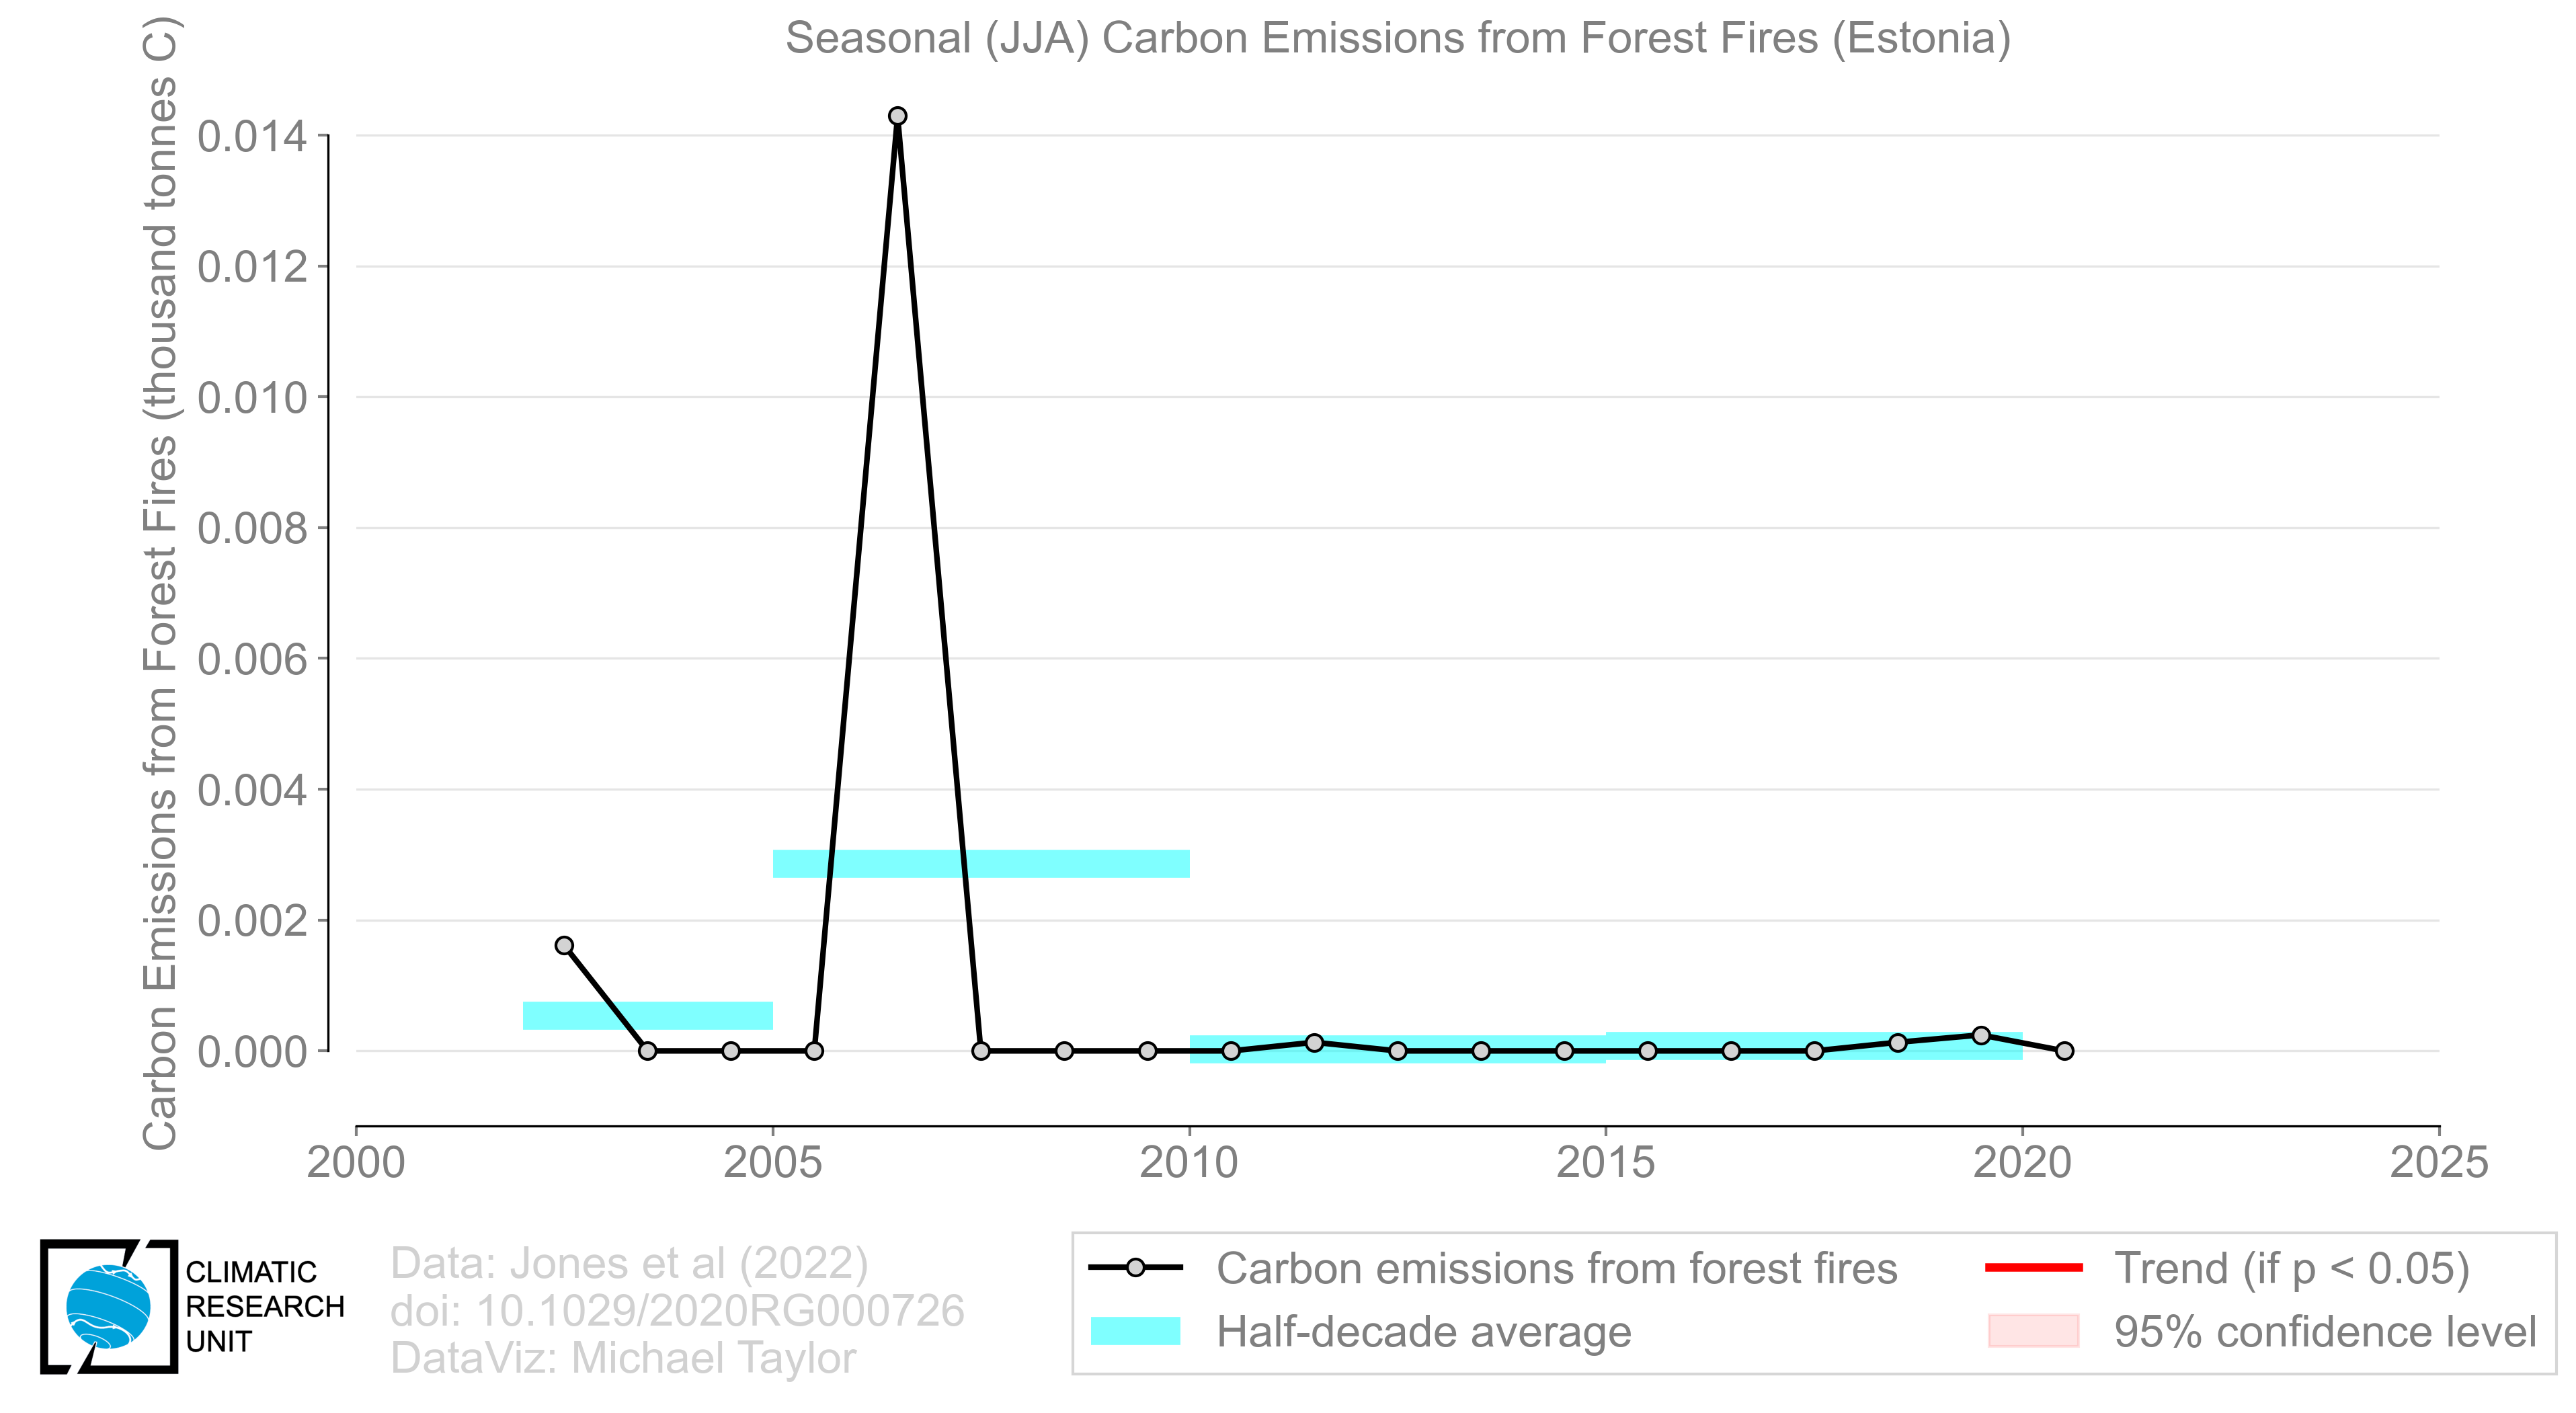 Seasonal (JJA) Carbon Emissions from Forest Fires (Estonia)
Carbon Emissions from Forest Fires (thousand tonnes C)
0.014
0.012
0.010
0.008
0.006
0.004
0.002
0.000
2000
2005
2010
2015
2020
2025
CLIMATIC
RESEARCH
UNIT
Data: Jones et al (2022)
doi: 10.1029/2020RG000726
DataViz: Michael Taylor
Carbon emissions from forest fires
Half-decade average
Trend (if p < 0.05)
95% confidence level